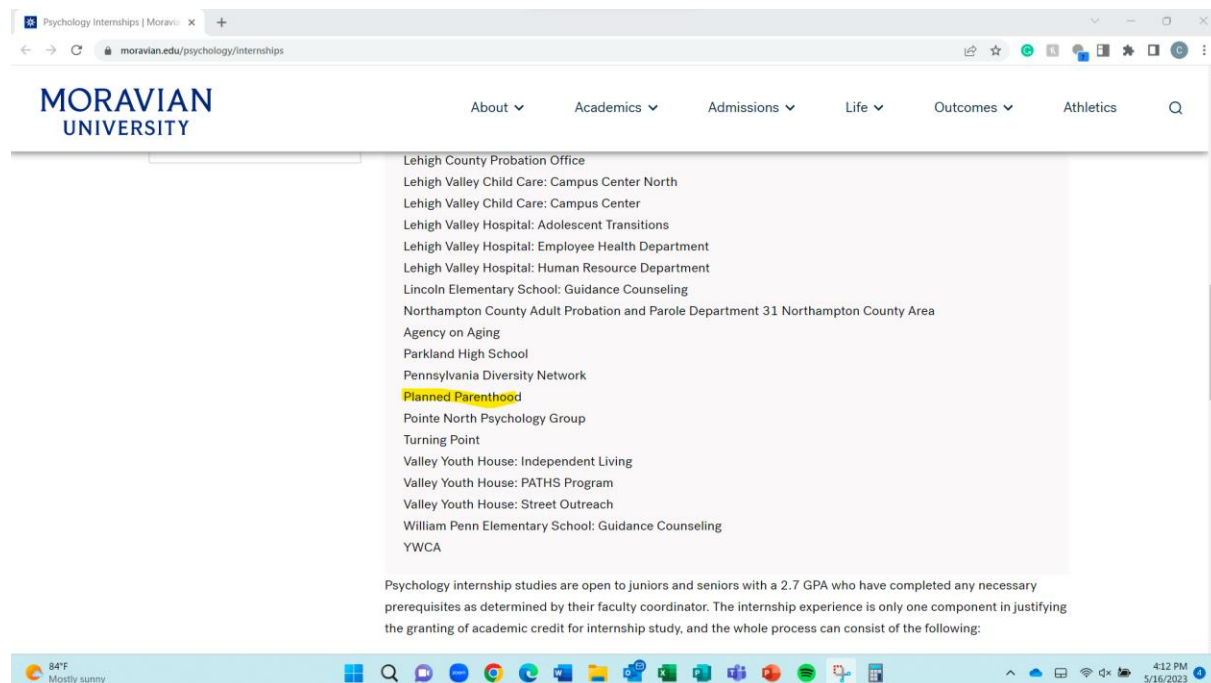 Psychology Internships | Moravi
moravian.edu/psychology/internships
MORAVIAN
UNIVERSITY
About
Academics
Admissions
Life
Outcomes
Athletics
Lehigh County Probation Office
Lehigh Valley Child Care: Campus Center North
Lehigh Valley Child Care: Campus Center
Lehigh Valley Hospital: Adolescent Transitions
Lehigh Valley Hospital: Employee Health Department
Lehigh Valley Hospital: Human Resource Department
Lincoln Elementary School: Guidance Counseling
Northampton County Adult Probation and Parole Department 31 Northampton County Area
Agency on Aging
Parkland High School
Pennsylvania Diversity Network
Planned Parenthood
Pointe North Psychology Group
Turning Point
Valley Youth House: Independent Living
Valley Youth House: PATHS Program
Valley Youth House: Street Outreach
William Penn Elementary School: Guidance Counseling
YWCA
Psychology internship studies are open to juniors and seniors with a 2.7 GPA who have completed any necessary
prerequisites as determined by their faculty coordinator. The internship experience is only one component in justifying
the granting of academic credit for internship study, and the whole process can consist of the following:
84°F
Mostly sunny
4:12 PM
5/16/2023